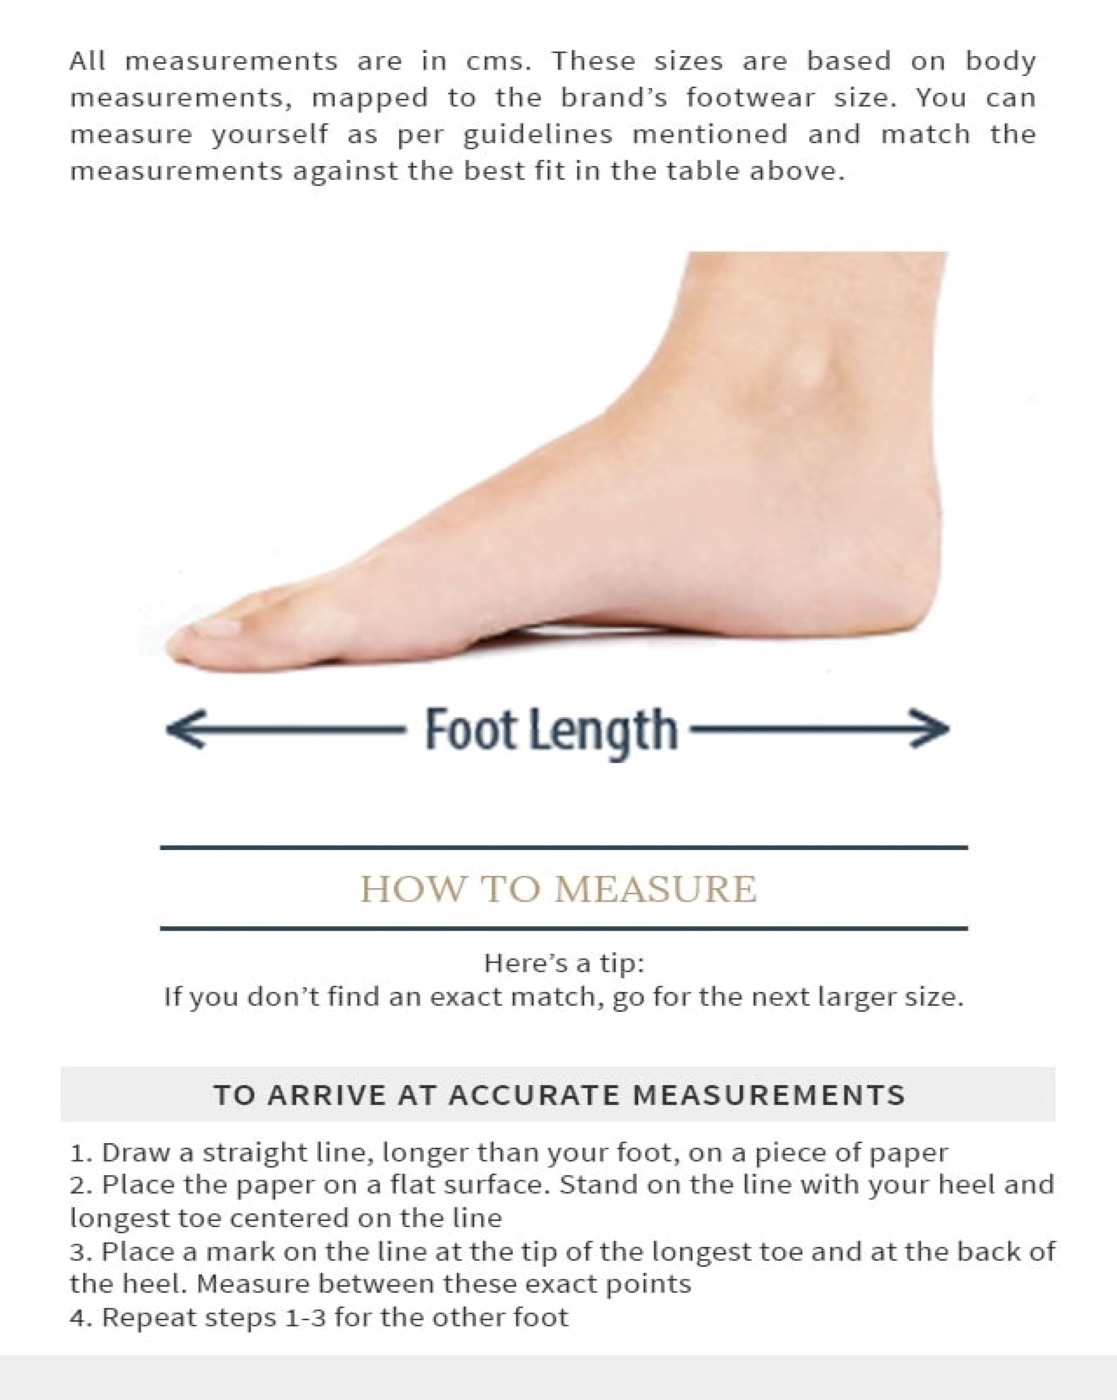 All measurements are in cms. These sizes are based on body
measurements, mapped to the brand’s footwear size. You can
measure yourself as per guidelines mentioned and match the
measurements against the best fit in the table above.
Foot Length
HOW TO MEASURE
Here’s a tip:
If you don’t find an exact match, go for the next larger size.
TO ARRIVE AT ACCURATE MEASUREMENTS
1. Draw a straight line, longer than your foot, on a piece of paper
2. Place the paper on a flat surface. Stand on the line with your heel and
longest toe centered on the line
3. Place a mark on the line at the tip of the longest toe and at the back of
the heel. Measure between these exact points
4. Repeat steps 1-3 for the other foot